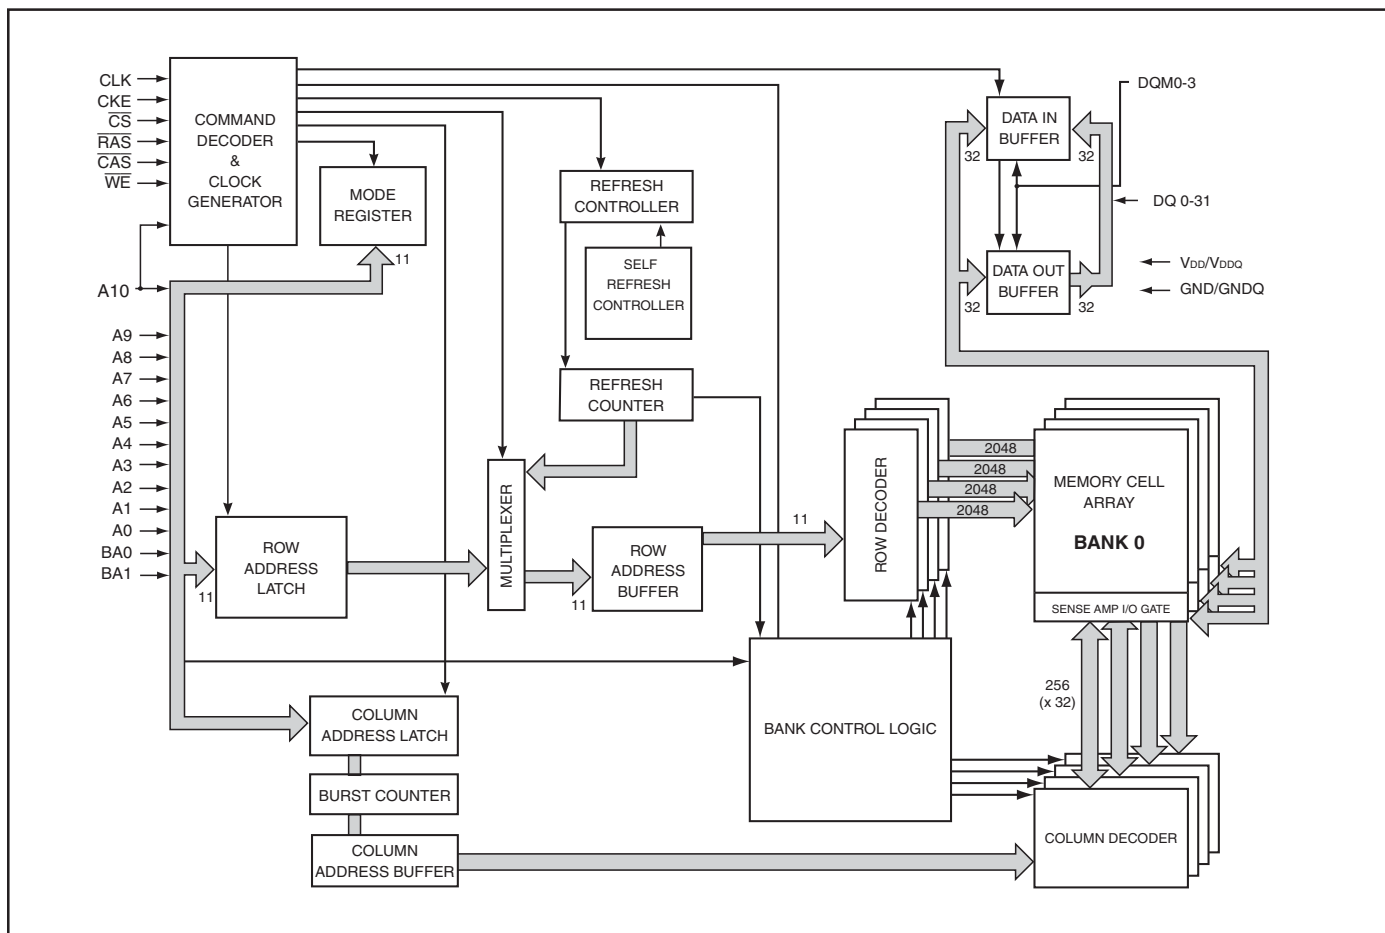 CLK
CKE
CS
RAS
CAS
WE
A10
A9
A8
A7
A6
A5
A4
A3
A2
A1
A0
BA0
BA1
COMMAND
DECODER
&
CLOCK
GENERATOR
MODE
REGISTER
11
REFRESH
CONTROLLER
SELF
REFRESH
CONTROLLER
REFRESH
COUNTER
DATA IN
BUFFER
32
32
DQM0-3
DQ 0-31
DATA OUT
BUFFER
32
32
VDD/VDDQ
GND/GNDQ
11
ROW
ADDRESS
LATCH
MULTIPLEXER
11
ROW
ADDRESS
BUFFER
11
ROW DECODER
2048
2048
2048
2048
MEMORY CELL
ARRAY
BANK 0
SENSE AMP I/O GATE
256
(x 32)
BANK CONTROL LOGIC
COLUMN
ADDRESS LATCH
BURST COUNTER
COLUMN
ADDRESS BUFFER
COLUMN DECODER